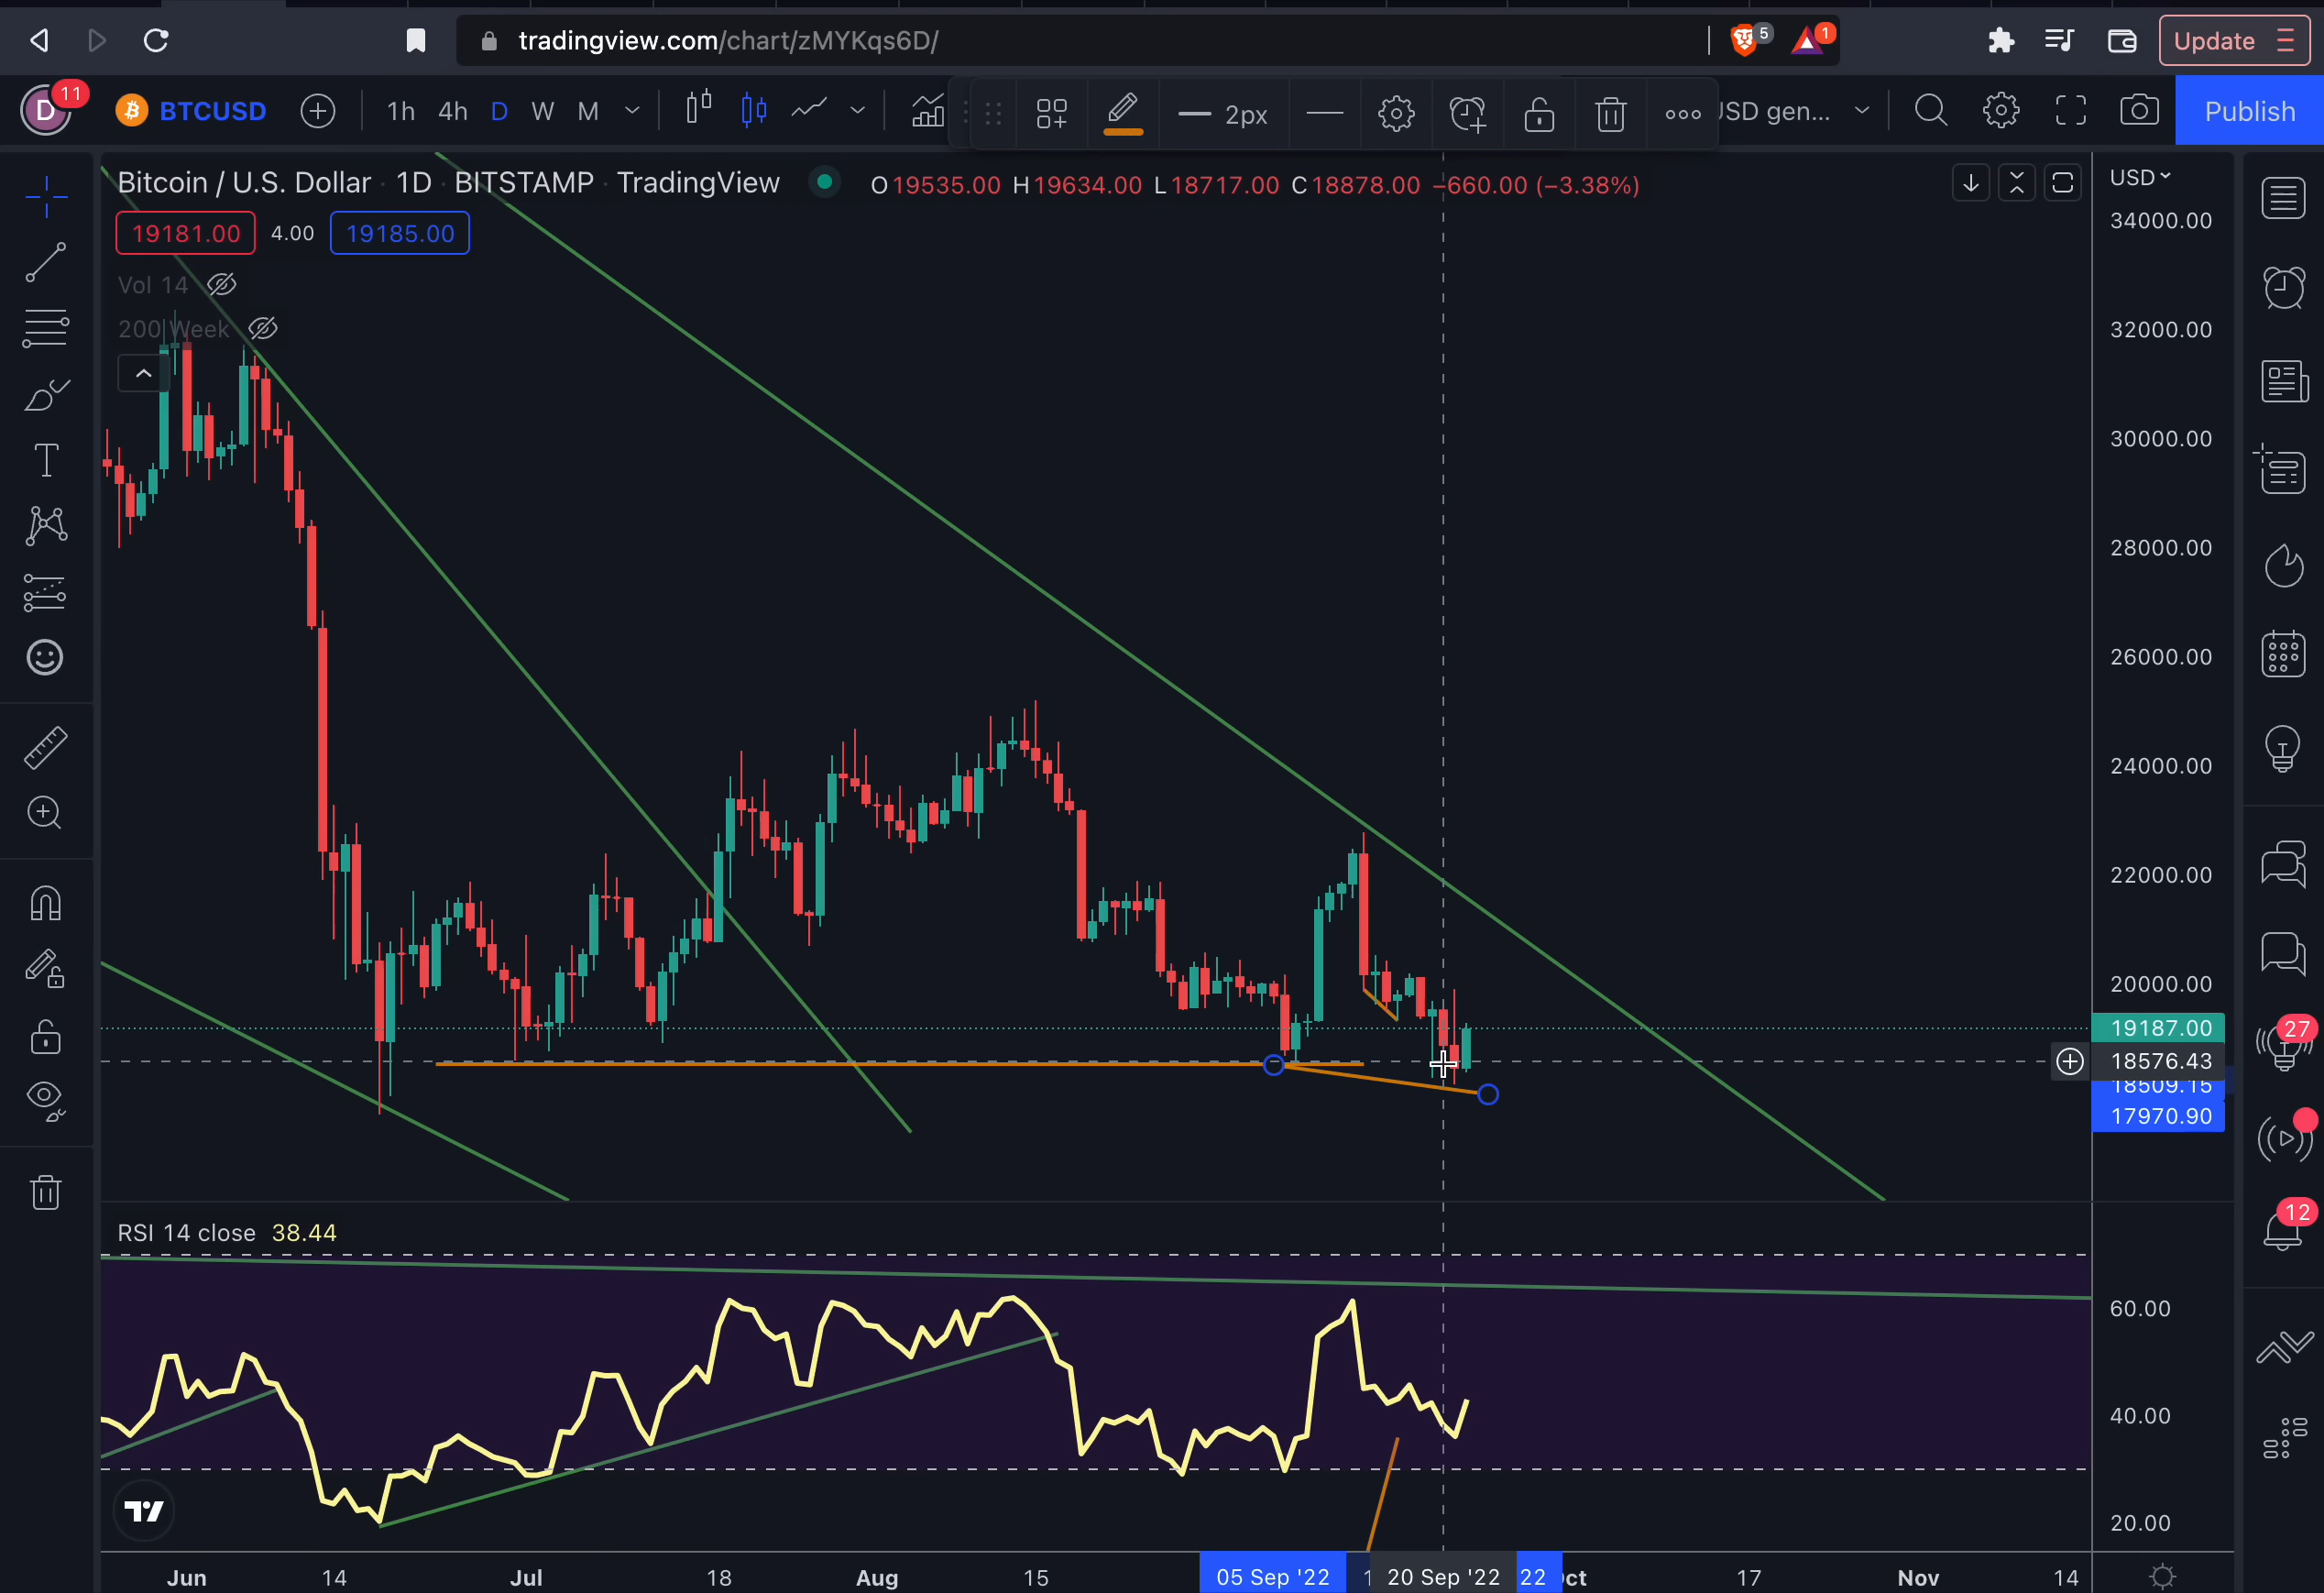 tradingview.com/chart/zMYKqs6D/
5
1
Update
D
11
BTCUSD
1h 4h D W M
2px
SD gen...
Publish
Bitcoin / U.S. Dollar · 1D · BITSTAMP · TradingView
O19535.00 H19634.00 L18717.00 C18878.00 −660.00 (−3.38%)
USD
19181.00 4.00 19185.00
Vol 14
200 Week
34000.00
32000.00
30000.00
28000.00
26000.00
24000.00
22000.00
20000.00
19187.00
18576.43
18509.15
17970.90
27
12
RSI 14 close 38.44
60.00
40.00
20.00
Jun 14 Jul 18 Aug 15 05 Sep '22 20 Sep '22 22 17 Nov 14